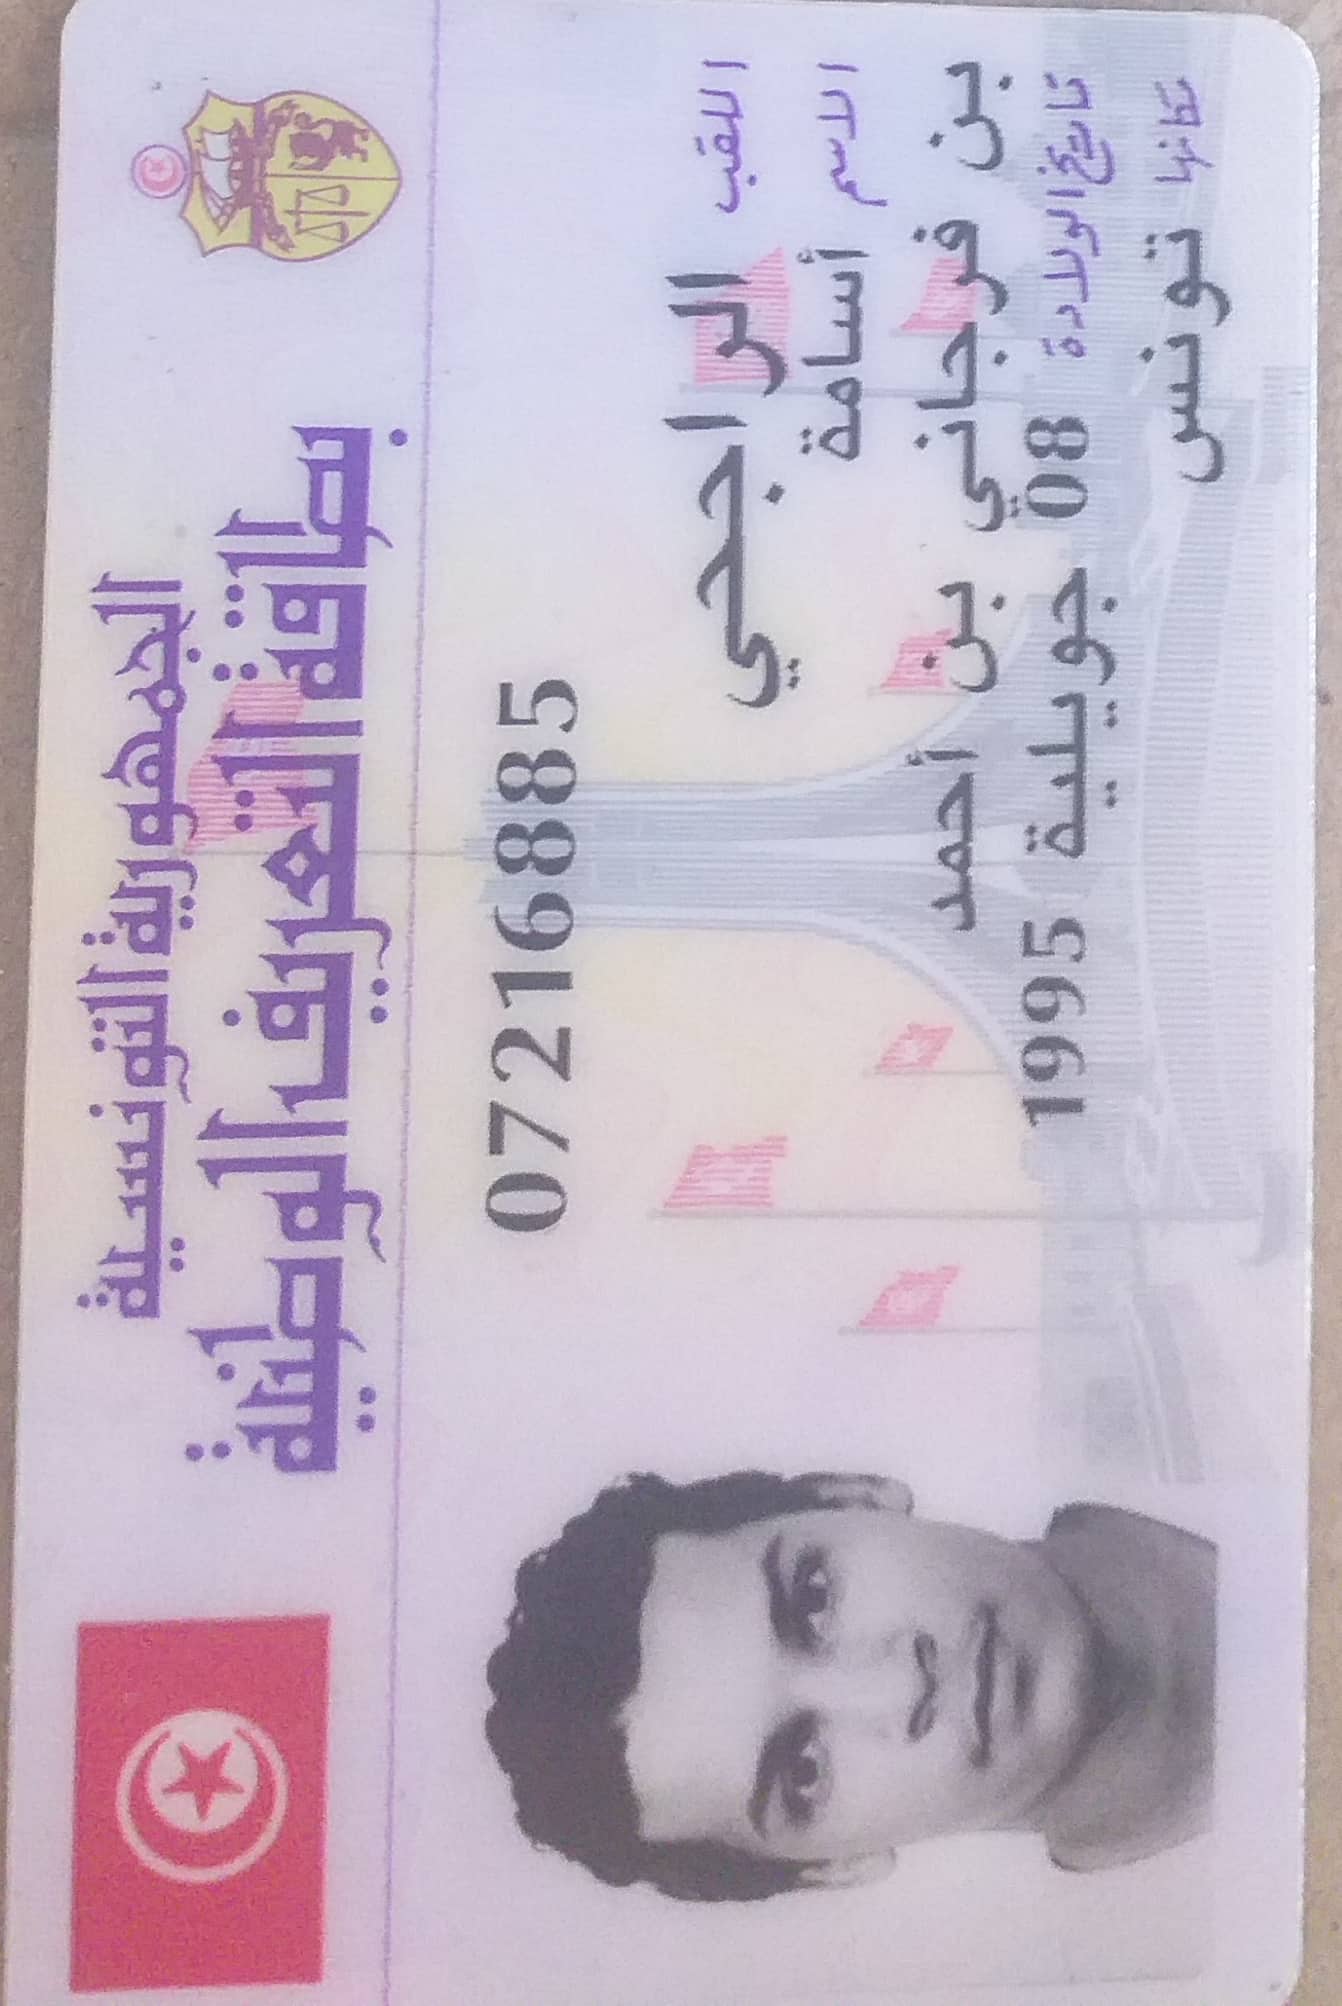 الجمهورية التونسية
بطاقة التعريف الوطنية
07216885
اللقب الراجحي
الاسم أسامة
بن فرجاني بن أحمد
تاريخ الولادة 08 جويلية 1995
مكانها تونس